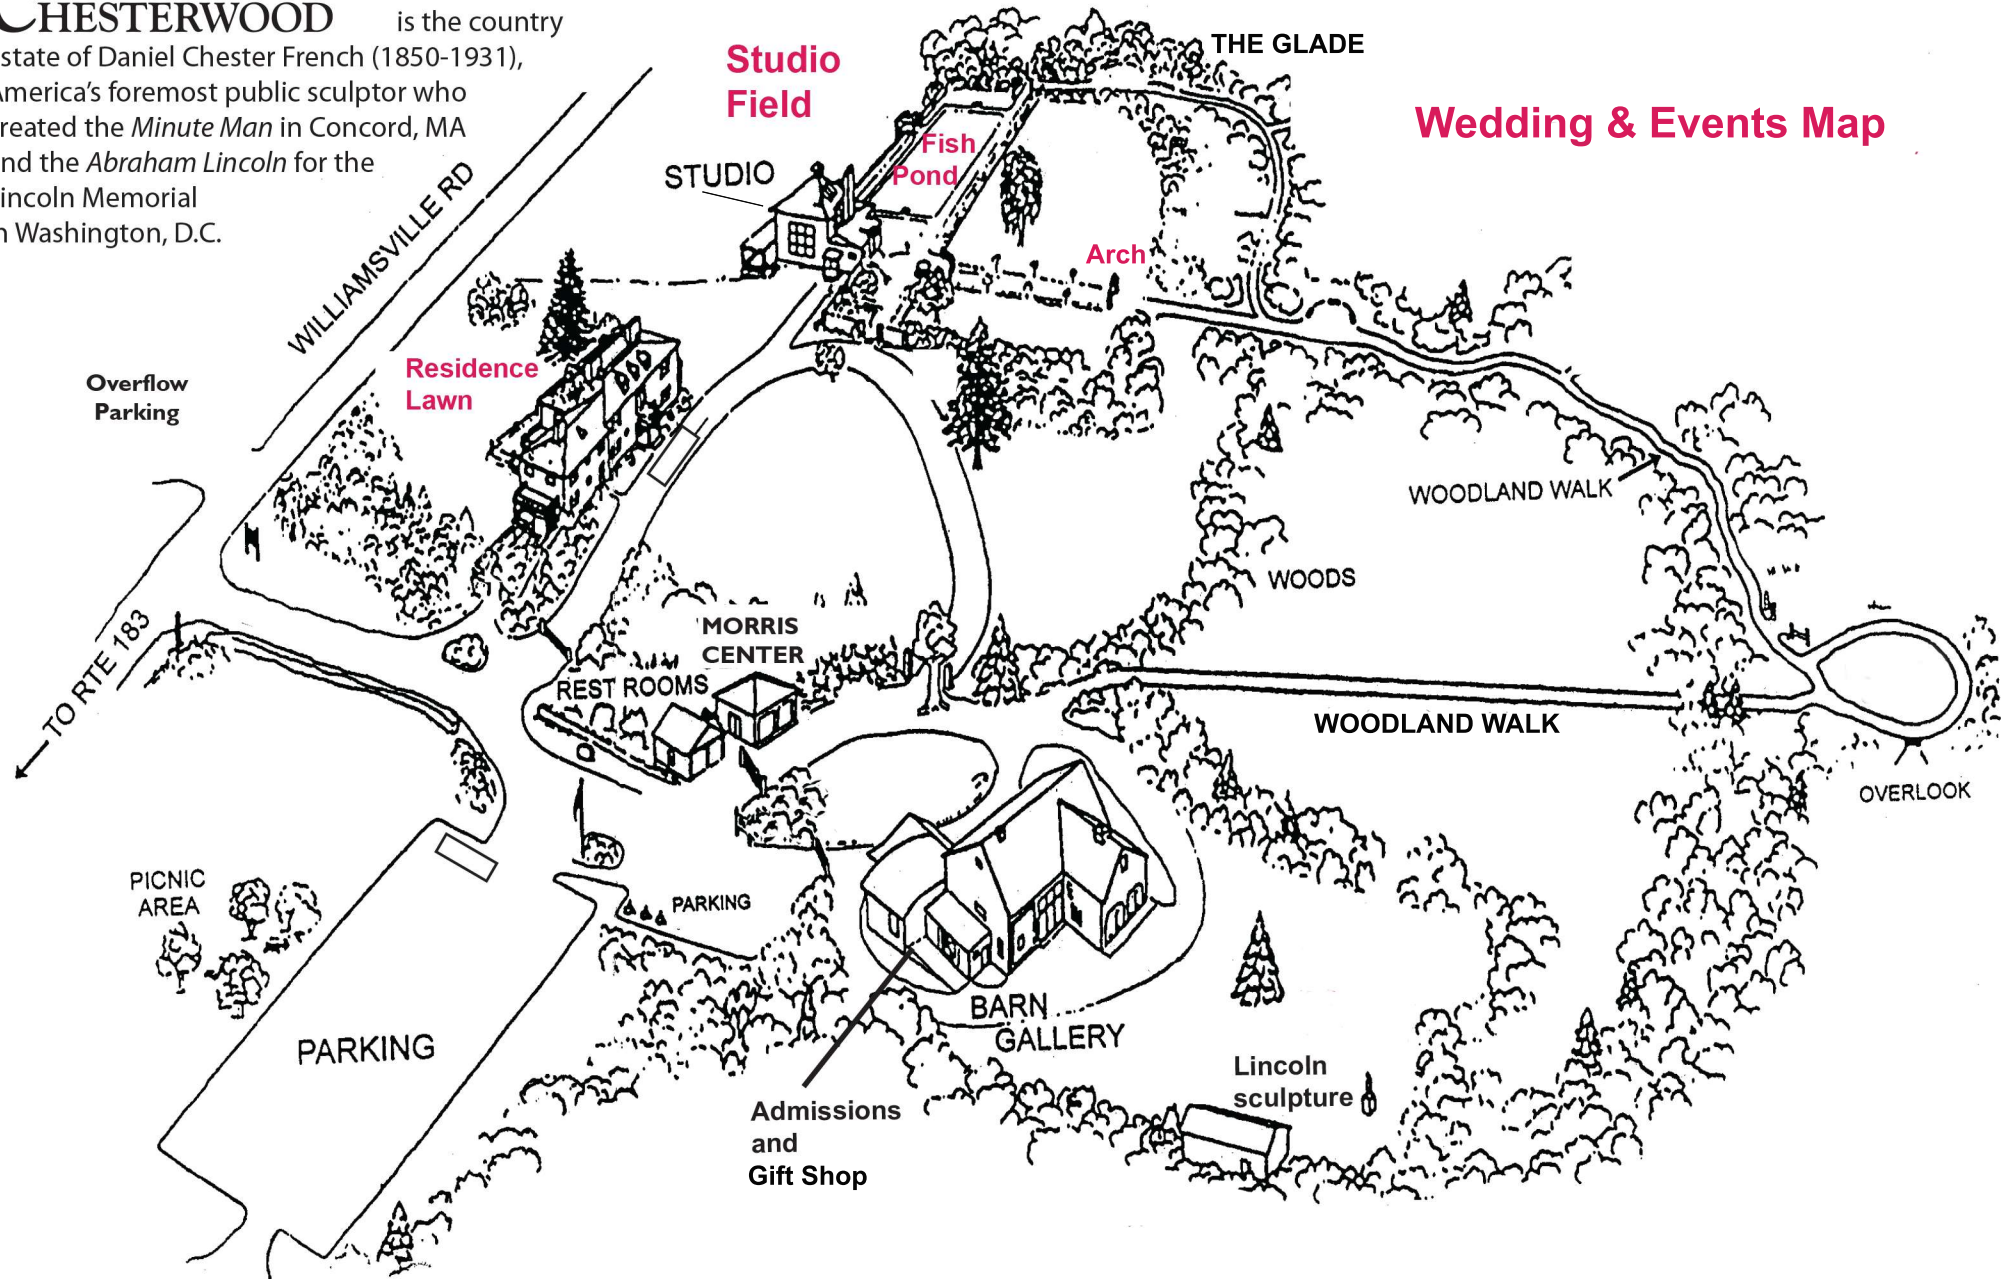 CHESTERWOOD is the country
state of Daniel Chester French (1850-1931),
America's foremost public sculptor who
reated the Minute Man in Concord, MA
nd the Abraham Lincoln for the
incoln Memorial
n Washington, D.C.
Studio
Field
THE GLADE
Wedding & Events Map
Fish
Pond
STUDIO
WILLIAMSVILLE RD
Arch
Residence
Lawn
Overflow
Parking
WOODLAND WALK
WOODS
TO RTE 183
MORRIS
CENTER
REST ROOMS
WOODLAND WALK
OVERLOOK
PICNIC
AREA
PARKING
PARKING
BARN
GALLERY
Lincoln
sculpture
Admissions
and
Gift Shop